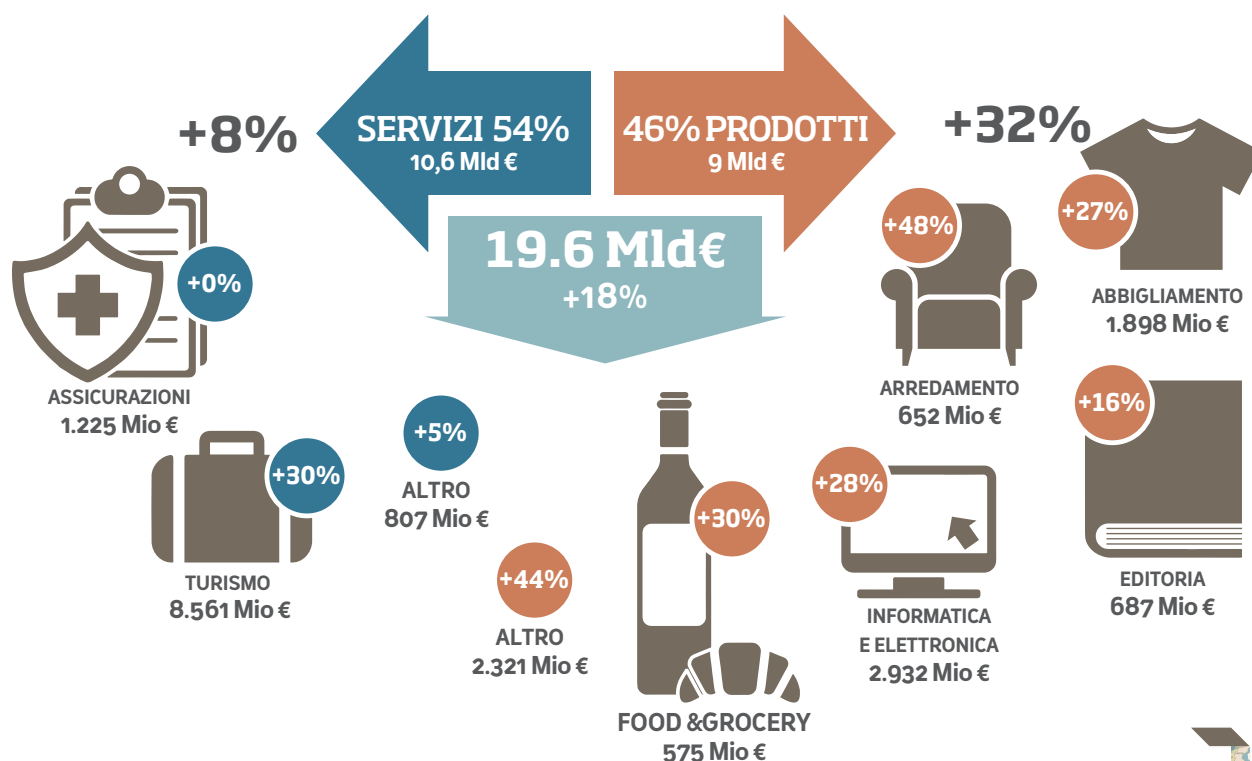 +8%
SERVIZI 54%
10,6 Mld €
46% PRODOTTI
9 Mld €
+32%
19.6 Mld€
+18%
+0%
ASSICURAZIONI
1.225 Mio €
+30%
TURISMO
8.561 Mio €
+5%
ALTRO
807 Mio €
+44%
ALTRO
2.321 Mio €
+30%
FOOD &GROCERY
575 Mio €
+48%
ARREDAMENTO
652 Mio €
+27%
ABBIGLIAMENTO
1.898 Mio €
+28%
INFORMATICA
E ELETTRONICA
2.932 Mio €
+16%
EDITORIA
687 Mio €